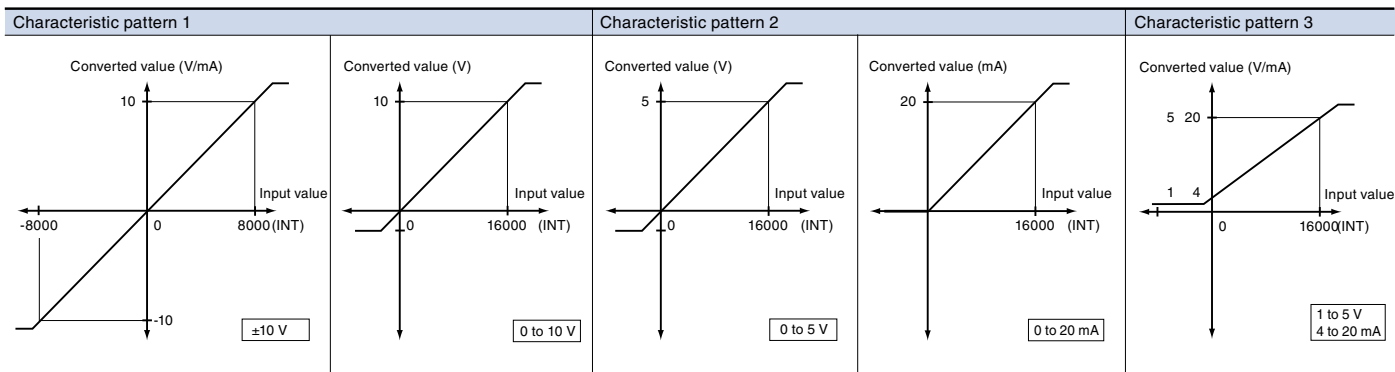 Characteristic pattern 1
Characteristic pattern 2
Characteristic pattern 3
Converted value (V/mA)
10
Input value
-8000
0
8000 (INT)
-10
±10 V
Converted value (V)
10
Input value
0
16000 (INT)
0 to 10 V
Converted value (V)
5
Input value
0
16000 (INT)
0 to 5 V
Converted value (mA)
20
Input value
0
16000 (INT)
0 to 20 mA
Converted value (V/mA)
5 20
1 4
Input value
0
16000 (INT)
1 to 5 V
4 to 20 mA